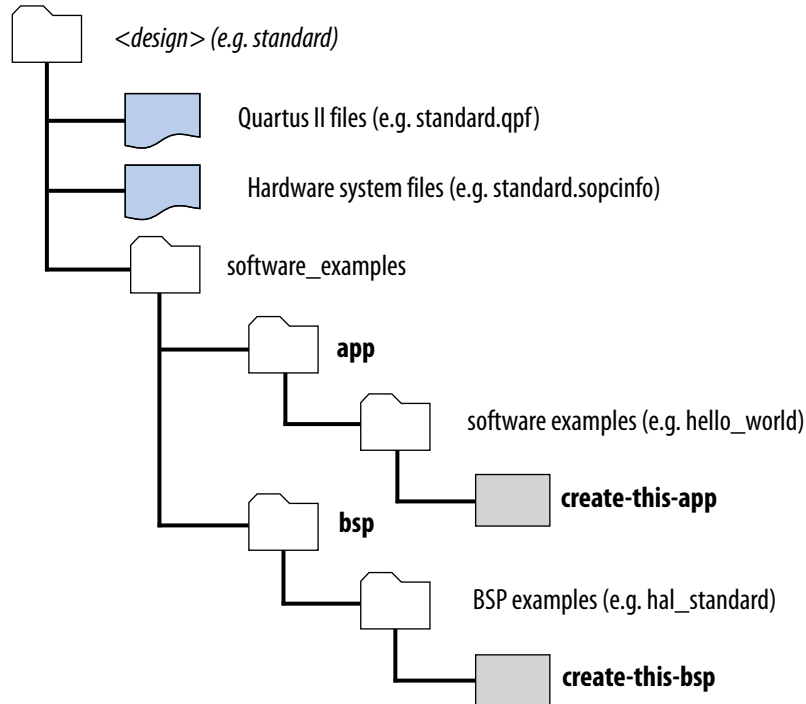 <design> (e.g. standard)
Quartus II files (e.g. standard.qpf)
Hardware system files (e.g. standard.sopcinfo)
software_examples
app
software examples (e.g. hello_world)
create-this-app
bsp
BSP examples (e.g. hal_standard)
create-this-bsp